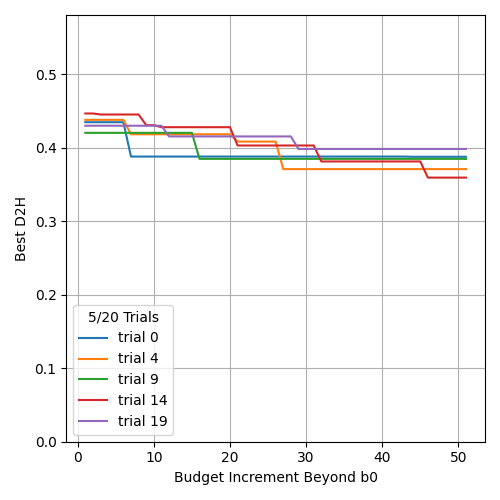 0.5
0.4
0.3
0.2
0.1
0.0
Best D2H
5/20 Trials
trial 0
trial 4
trial 9
trial 14
trial 19
0 10 20 30 40 50
Budget Increment Beyond b0